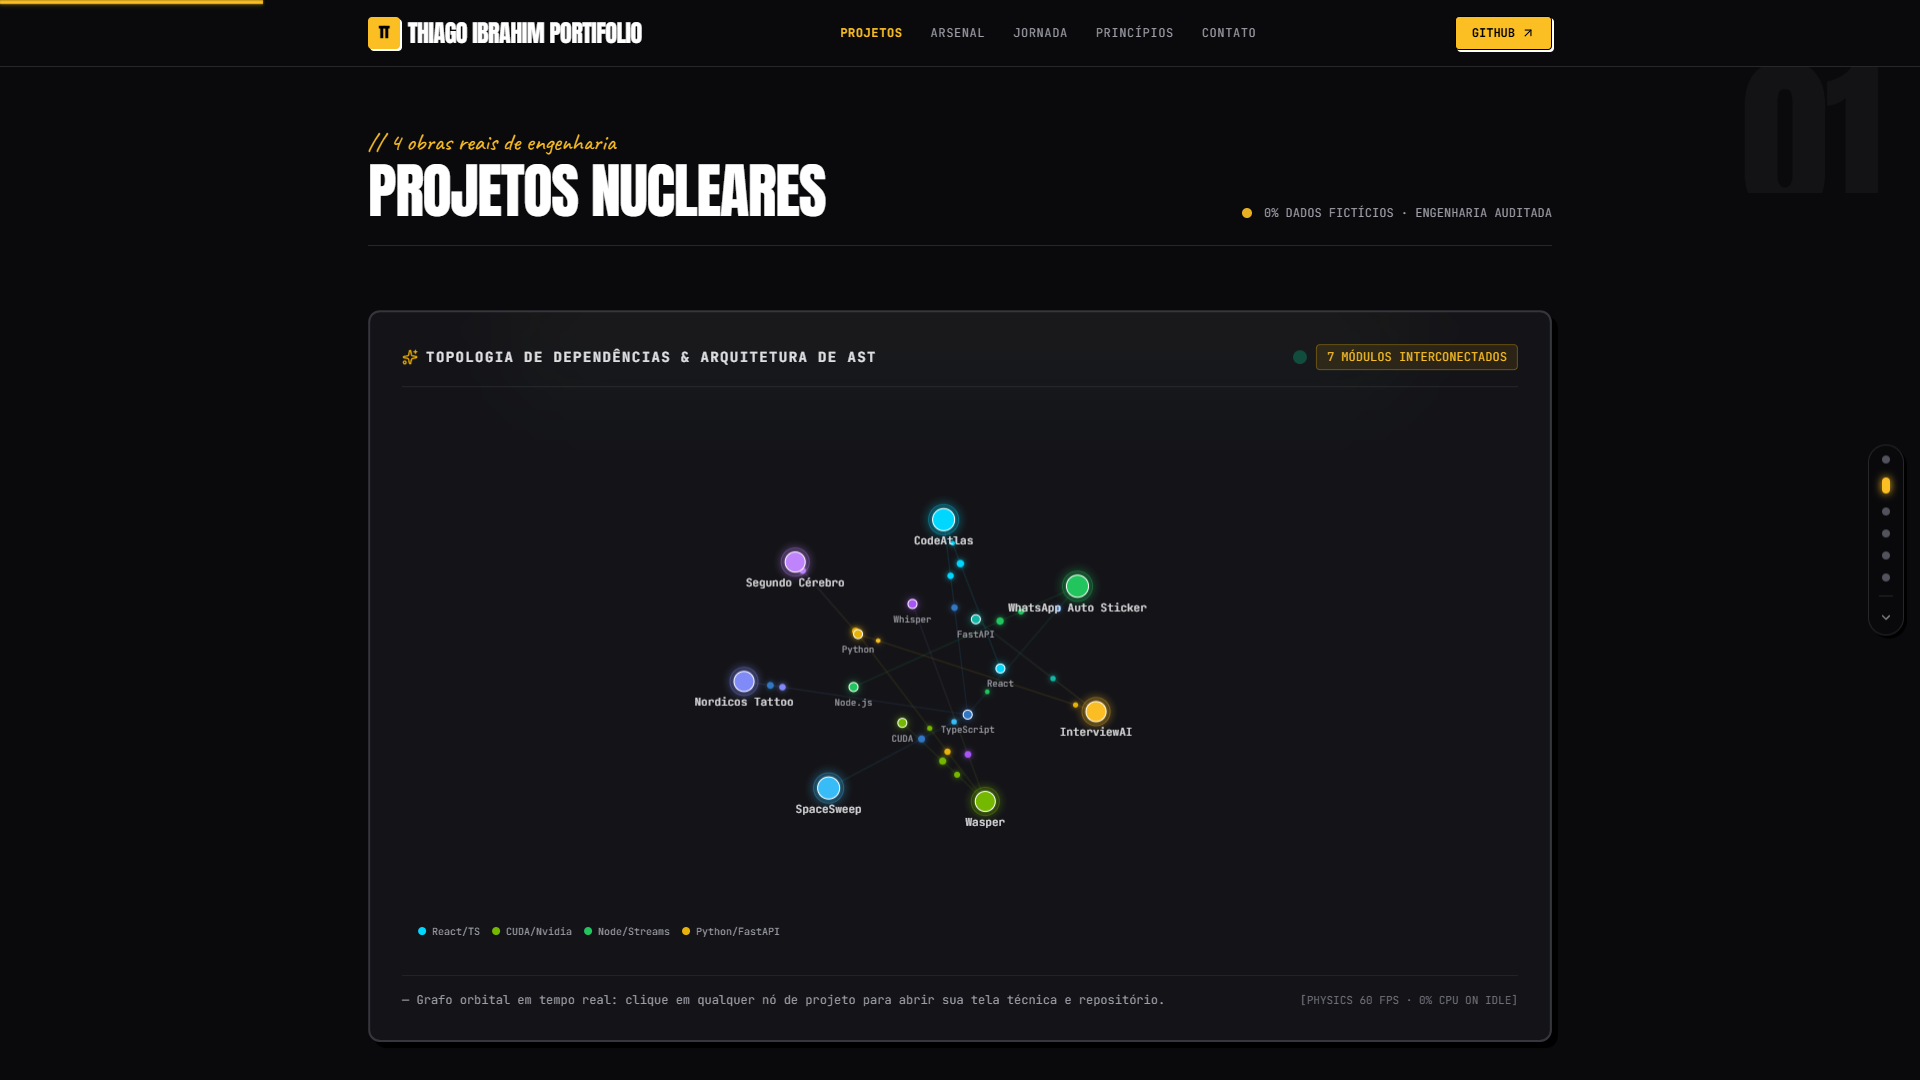 π THIAGO IBRAHIM PORTIFOLIO
PROJETOS ARSENAL JORNADA PRINCÍPIOS CONTATO
GITHUB
01
// 4 obras reais de engenharia
PROJETOS NUCLEARES
0% DADOS FICTÍCIOS · ENGENHARIA AUDITADA
TOPOLOGIA DE DEPENDÊNCIAS & ARQUITETURA DE AST
7 MÓDULOS INTERCONECTADOS
CodeAtlas
Segundo Cérebro
WhatsApp Auto Sticker
Whisper
FastAPI
Python
React
Nordicos Tattoo
Node.js
TypeScript
CUDA
InterviewAI
SpaceSweep
Wasper
React/TS CUDA/Nvidia Node/Streams Python/FastAPI
— Grafo orbital em tempo real: clique em qualquer nó de projeto para abrir sua tela técnica e repositório.
[PHYSICS 60 FPS · 0% CPU ON IDLE]